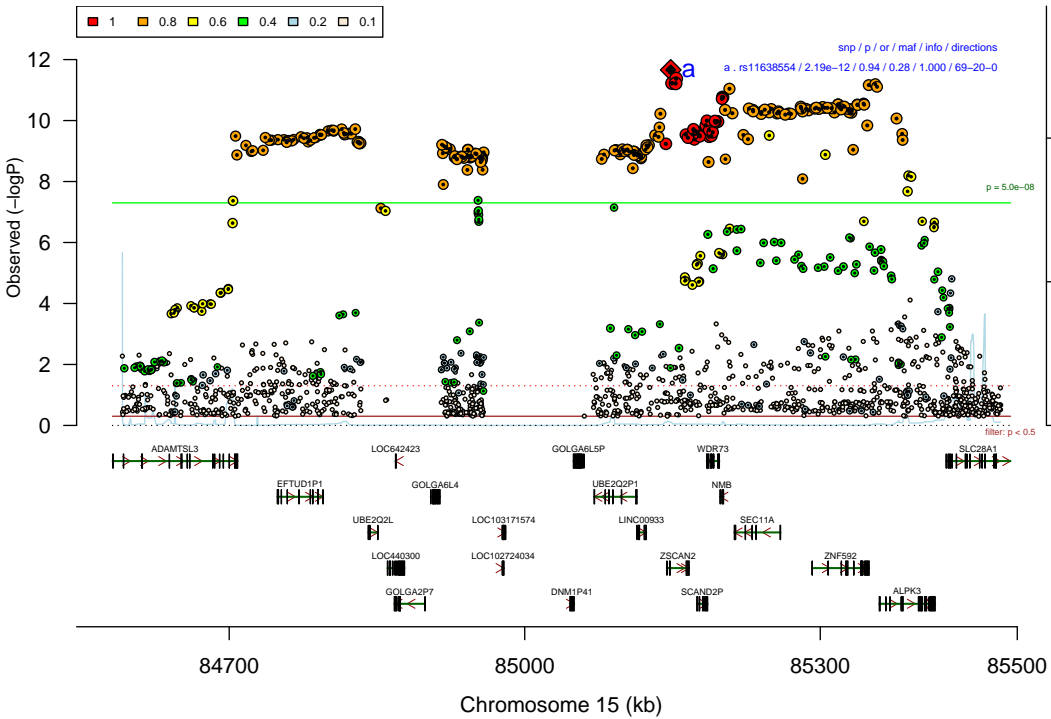 1 0.8 0.6 0.4 0.2 0.1
snp / p / or / maf / info / directions
a . rs11638554 / 2.19e−12 / 0.94 / 0.28 / 1.000 / 69−20−0
a
12
10
8
6
4
2
0
Observed (−logP)
p = 5.0e−08
filter: p < 0.5
ADAMTSL3 LOC642423 GOLGA6L5P WDR73 SLC28A1
EFTUD1P1 GOLGA6L4 UBE2Q2P1 NMB
UBE2Q2L LOC103171574 LINC00933 SEC11A
LOC440300 LOC102724034 ZSCAN2 ZNF592
GOLGA2P7 DNM1P41 SCAND2P ALPK3
84700 85000 85300 85500
Chromosome 15 (kb)